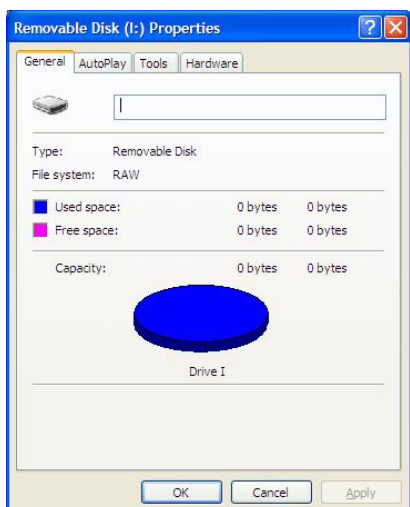 Removable Disk (I:) Properties
General AutoPlay Tools Hardware
Type: Removable Disk
File system: RAW
Used space: 0 bytes 0 bytes
Free space: 0 bytes 0 bytes
Capacity: 0 bytes 0 bytes
Drive I
OK Cancel Apply